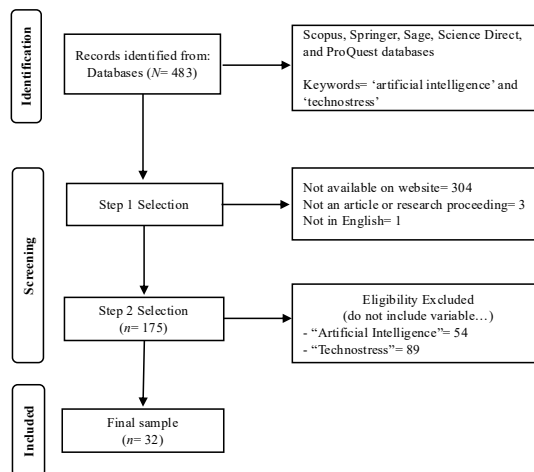 Identification
Records identified from:
Databases (N= 483)
Scopus, Springer, Sage, Science Direct,
and ProQuest databases
Keywords= ‘artificial intelligence’ and
‘technostress’
Screening
Step 1 Selection
Not available on website= 304
Not an article or research proceeding= 3
Not in English= 1
Step 2 Selection
(n= 175)
Eligibility Excluded
(do not include variable…)
- “Artificial Intelligence”= 54
- “Technostress”= 89
Included
Final sample
(n= 32)